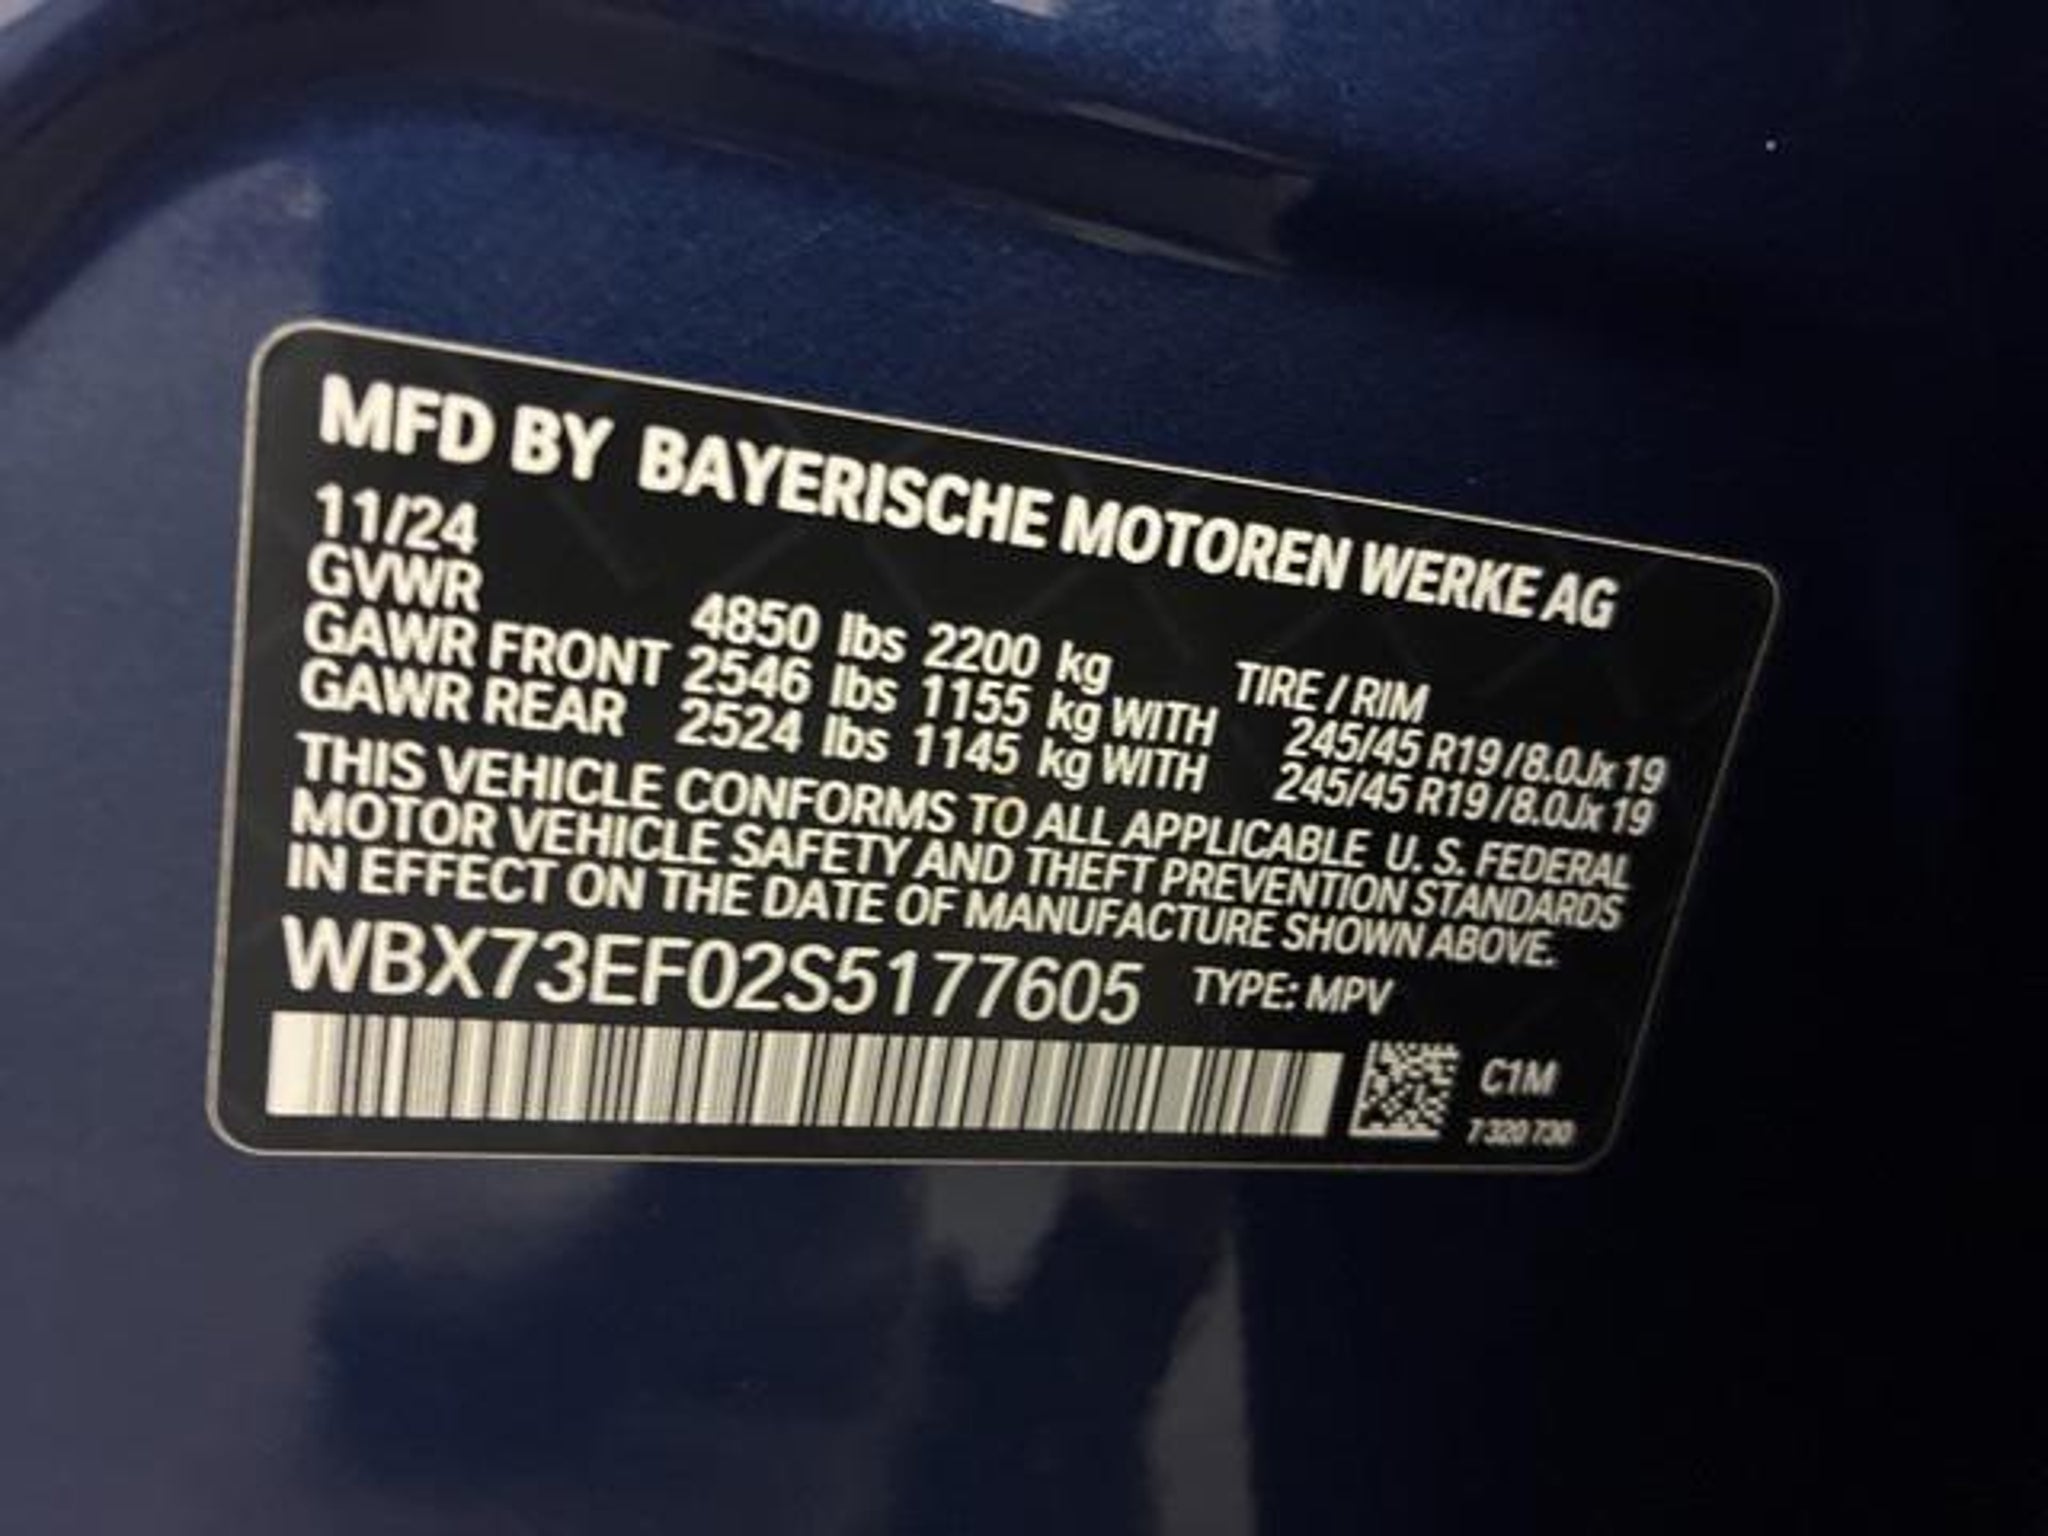 MFD BY BAYERISCHE MOTOREN WERKE AG
11/24
GVWR 4850 lbs 2200 kg TIRE / RIM
GAWR FRONT 2546 lbs 1155 kg WITH 245/45 R19 /8.0Jx 19
GAWR REAR 2524 lbs 1145 kg WITH 245/45 R19 /8.0Jx 19
THIS VEHICLE CONFORMS TO ALL APPLICABLE U. S. FEDERAL
MOTOR VEHICLE SAFETY AND THEFT PREVENTION STANDARDS
IN EFFECT ON THE DATE OF MANUFACTURE SHOWN ABOVE.
WBX73EF02S5177605 TYPE: MPV
C1M
7 320 730